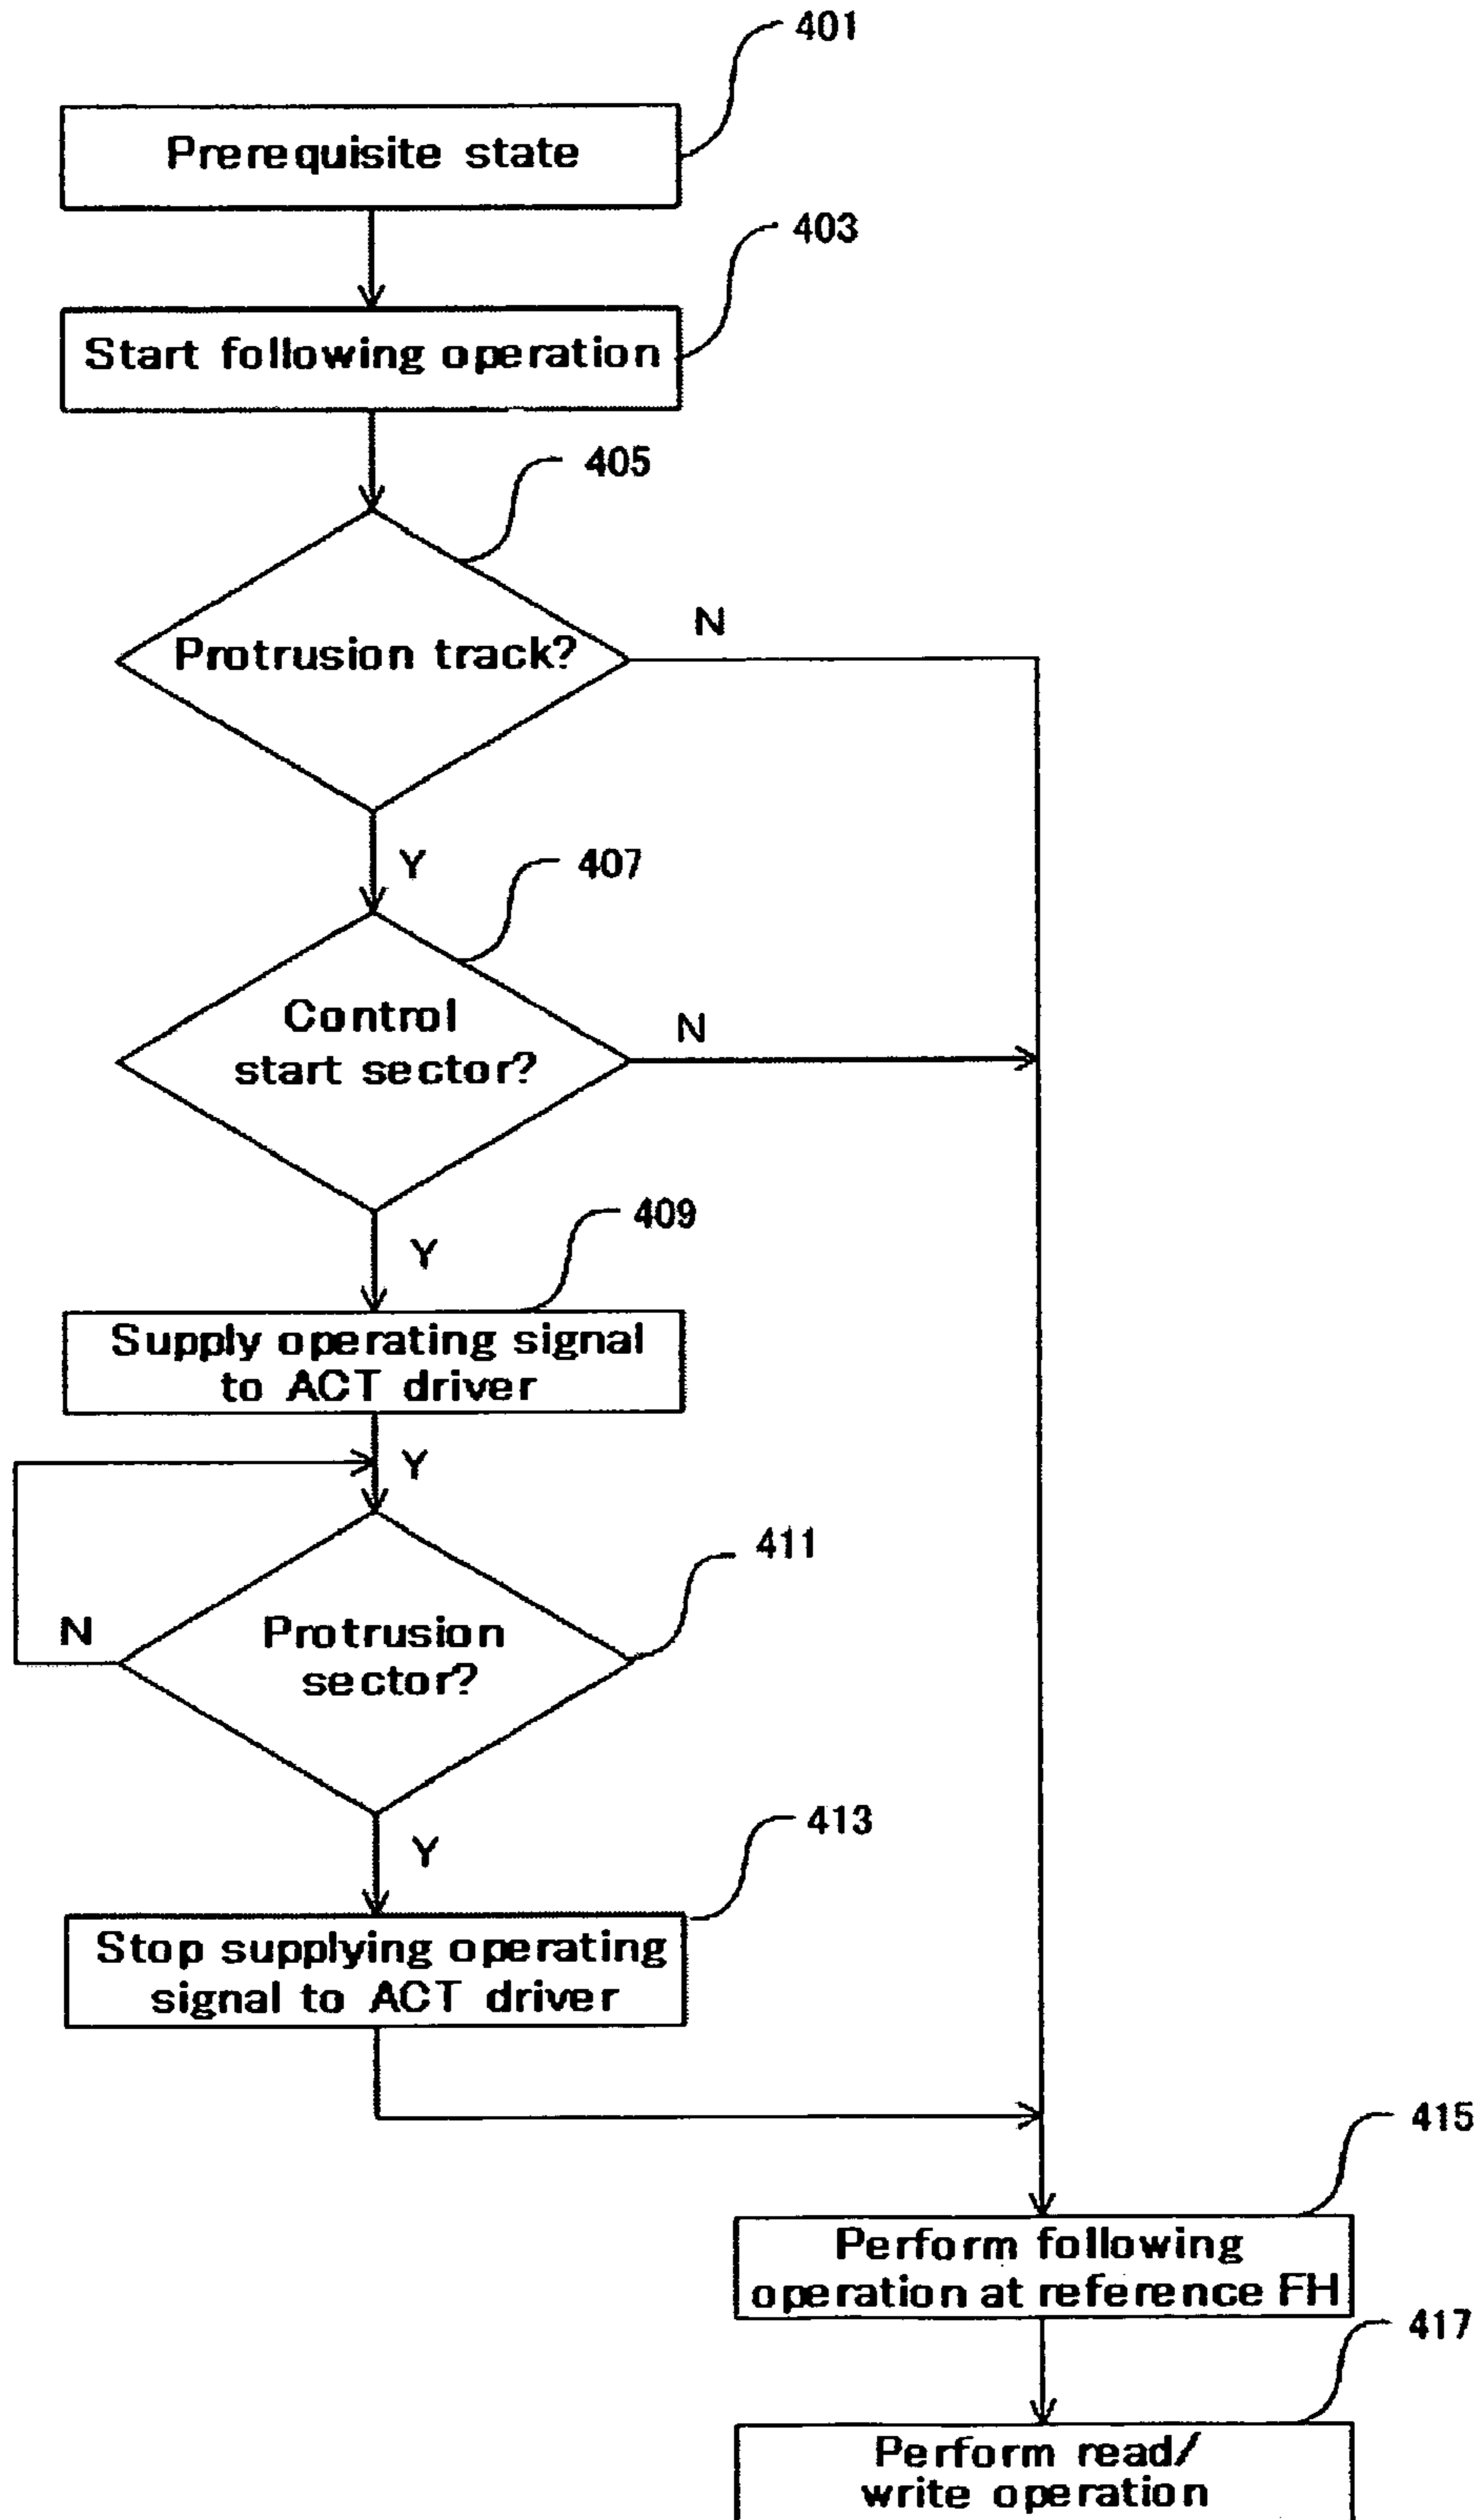 401
Prerequisite state
403
Start following operation
405
Protrusion track?
N
Y
407
Control
start sector?
N
Y
409
Supply operating signal
to ACT driver
Y
411
Protrusion
sector?
N
Y
413
Stop supplying operating
signal to ACT driver
415
Perform following
operation at reference FH
417
Perform read/
write operation